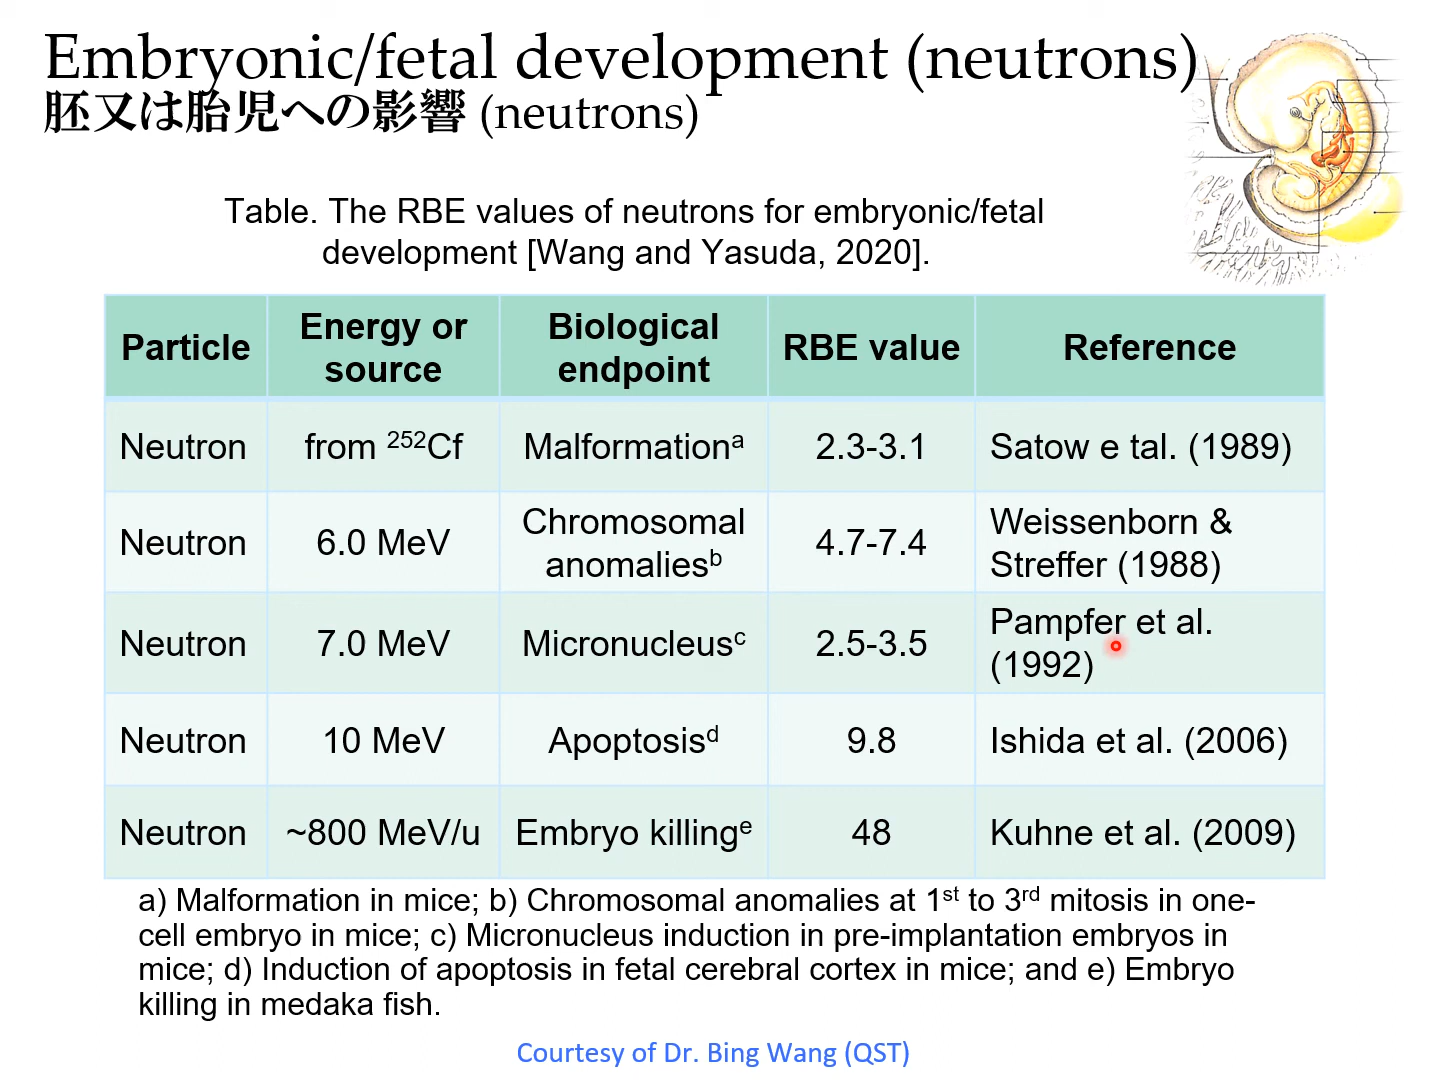 Embryonic/fetal development (neutrons)
胚又は胎児への影響 (neutrons)
Table. The RBE values of neutrons for embryonic/fetal
development [Wang and Yasuda, 2020].
Particle
Energy or
source
Biological
endpoint
RBE value
Reference
Neutron
from ²⁵²Cf
Malformationᵃ
2.3-3.1
Satow e tal. (1989)
Neutron
6.0 MeV
Chromosomal
anomaliesᵇ
4.7-7.4
Weissenborn &
Streffer (1988)
Neutron
7.0 MeV
Micronucleusᶜ
2.5-3.5
Pampfer et al.
(1992)
Neutron
10 MeV
Apoptosisᵈ
9.8
Ishida et al. (2006)
Neutron
~800 MeV/u
Embryo killingᵉ
48
Kuhne et al. (2009)
a) Malformation in mice; b) Chromosomal anomalies at 1ˢᵗ to 3ʳᵈ mitosis in one-
cell embryo in mice; c) Micronucleus induction in pre-implantation embryos in
mice; d) Induction of apoptosis in fetal cerebral cortex in mice; and e) Embryo
killing in medaka fish.
Courtesy of Dr. Bing Wang (QST)